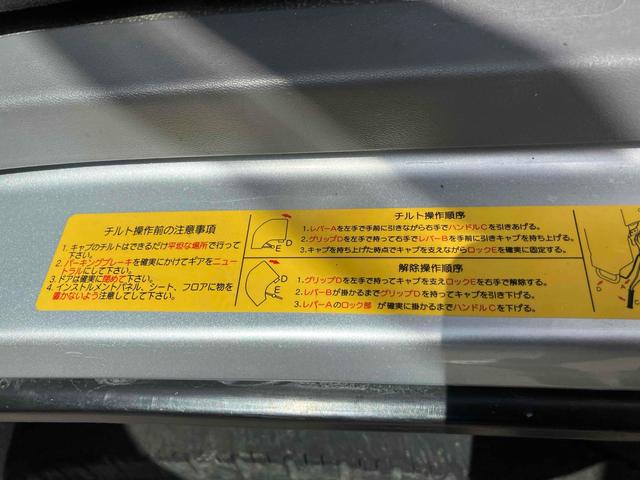 チルト操作前の注意事項
1. キャブのチルトはできるだけ平坦な場所で行って
下さい。
2. パーキングブレーキを確実にかけてギアをニュー
トラルにして下さい。
3. ドアは確実に閉めて下さい。
4. インストルメントパネル、シート、フロアに物を
置かないよう注意してして下さい。
D
E
チルト操作順序
1. レバーAを左手で手前に引きながら右手でハンドルCを引きあげる。
2. グリップDを左手で持って右手でレバーBを手前に引きキャブを持ち上げる。
3. キャブを持ち上げた時点でキャブを支えながらロックEを確実に固定する。
D
E
解除操作順序
1. グリップDを左手で持ってキャブを支えロックEを右手で解除する。
2. レバーBが掛かるまでグリップDを持ってキャブを引き下げる。
3. レバーAのロック部 が確実に掛かるまでハンドルCを下げる。
D
A